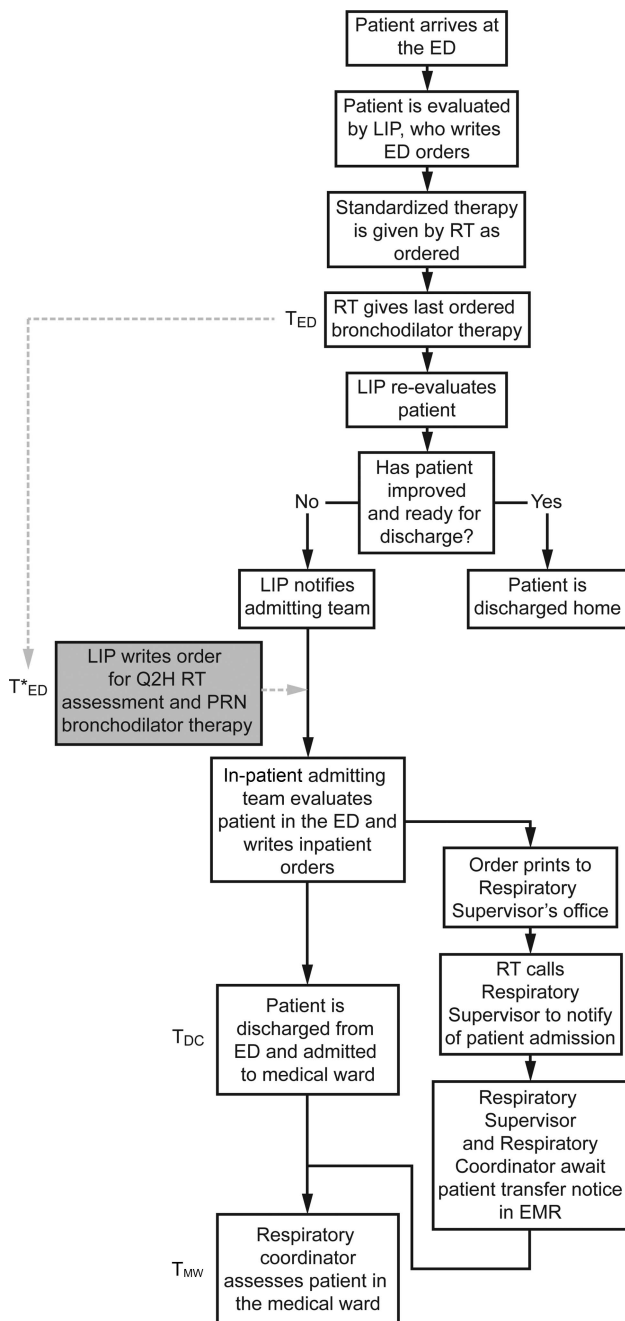 Patient arrives at
the ED
Patient is evaluated
by LIP, who writes
ED orders
Standardized therapy
is given by RT as
ordered
T_ED
RT gives last ordered
bronchodilator therapy
LIP re-evaluates
patient
Has patient
improved
and ready for
discharge?
No
Yes
LIP notifies
admitting team
Patient is
discharged home
T*_ED
LIP writes order
for Q2H RT
assessment and PRN
bronchodilator therapy
In-patient admitting
team evaluates
patient in the ED and
writes inpatient
orders
Order prints to
Respiratory
Supervisor’s office
RT calls
Respiratory
Supervisor to notify
of patient admission
T_DC
Patient is
discharged from
ED and admitted
to medical ward
Respiratory
Supervisor
and Respiratory
Coordinator await
patient transfer notice
in EMR
T_MW
Respiratory
coordinator
assesses patient in
the medical ward